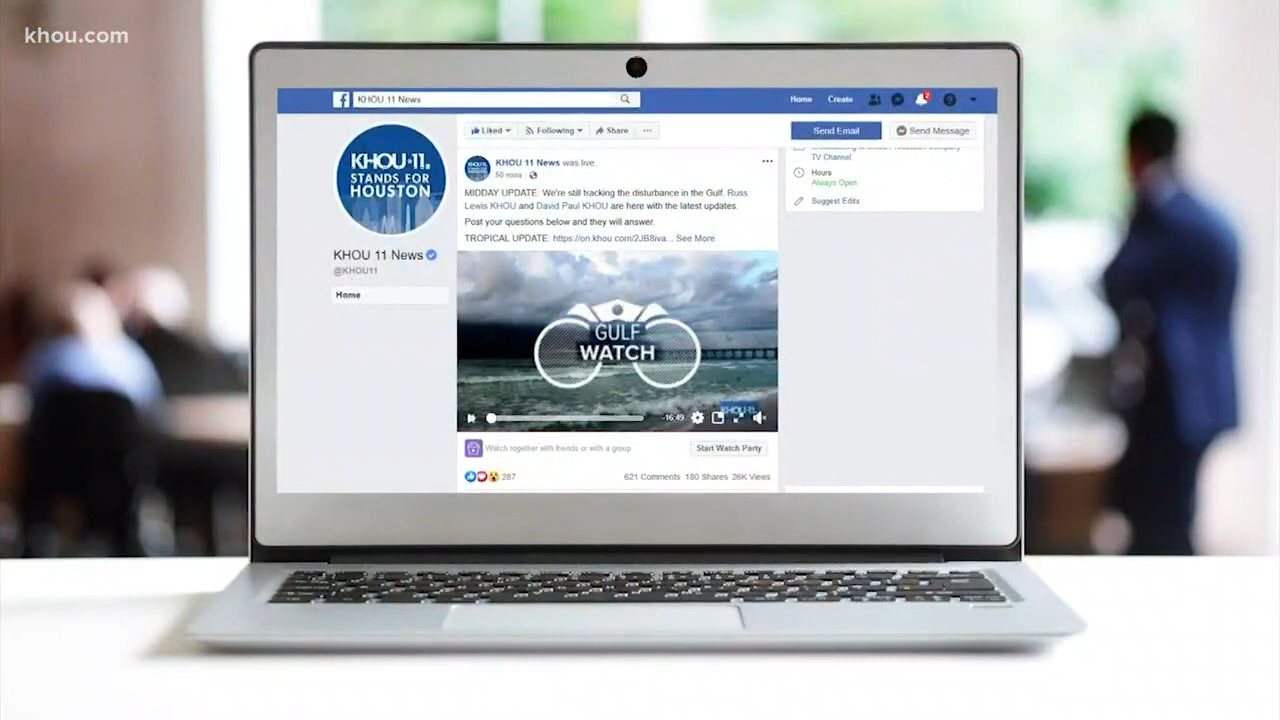 khou.com
KHOU 11 News
Home
Create
2
Liked
Following
Share
Send Email
Send Message
KHOU 11.
STANDS FOR
HOUSTON
KHOU 11 News
@KHOU11
Home
KHOU 11 News was live.
50 mins
MIDDAY UPDATE: We're still tracking the disturbance in the Gulf. Russ
Lewis KHOU and David Paul KHOU are here with the latest updates.
Post your questions below and they will answer.
TROPICAL UPDATE: https://on.khou.com/2JB8iva... See More
GULF
WATCH
KHOU 11
-16:49
Watch together with friends or with a group
Start Watch Party
287
621 Comments 180 Shares 26K Views
TV Channel
Hours
Always Open
Suggest Edits